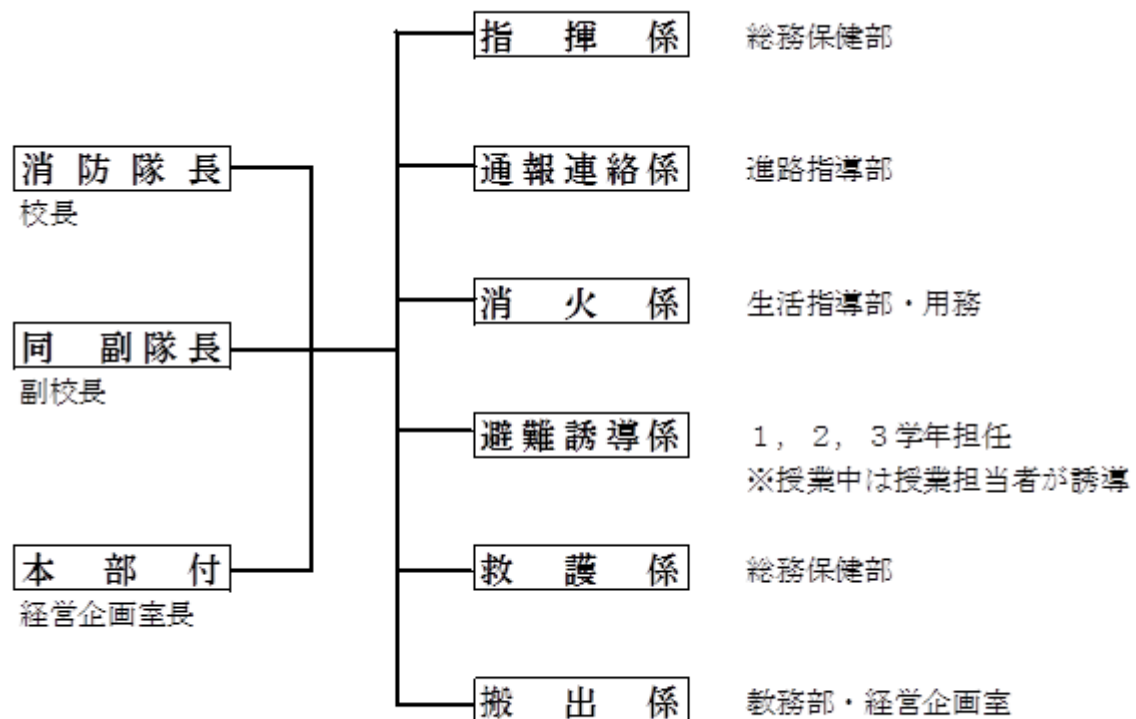 消防隊長
校長
同副隊長
副校長
本部付
経営企画室長
指揮係 総務保健部
通報連絡係 進路指導部
消火係 生活指導部・用務
避難誘導係 １，２，３学年担任
※授業中は授業担当者が誘導
救護係 総務保健部
搬出係 教務部・経営企画室